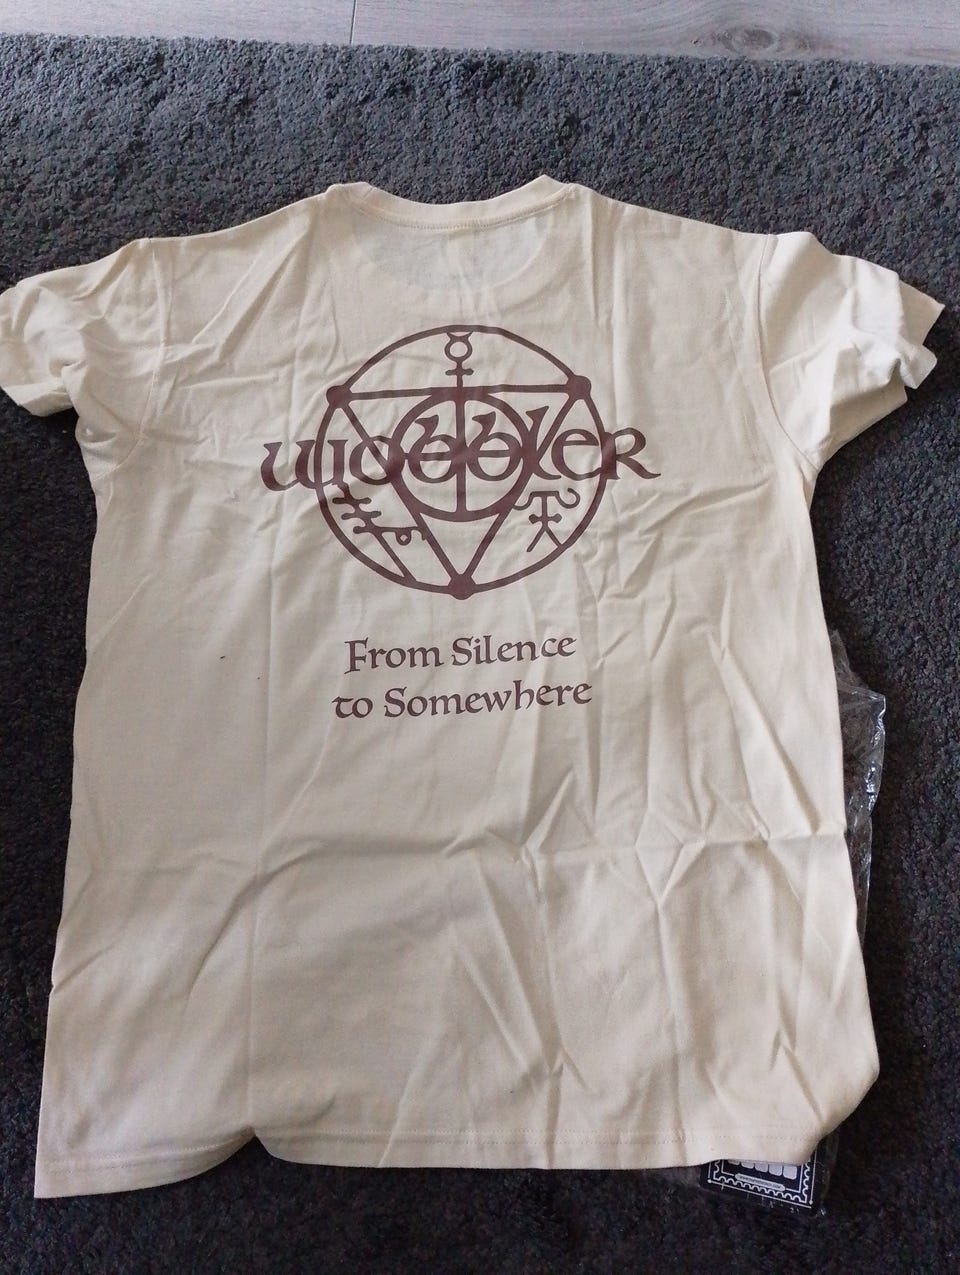 wobbler
From Silence
to Somewhere